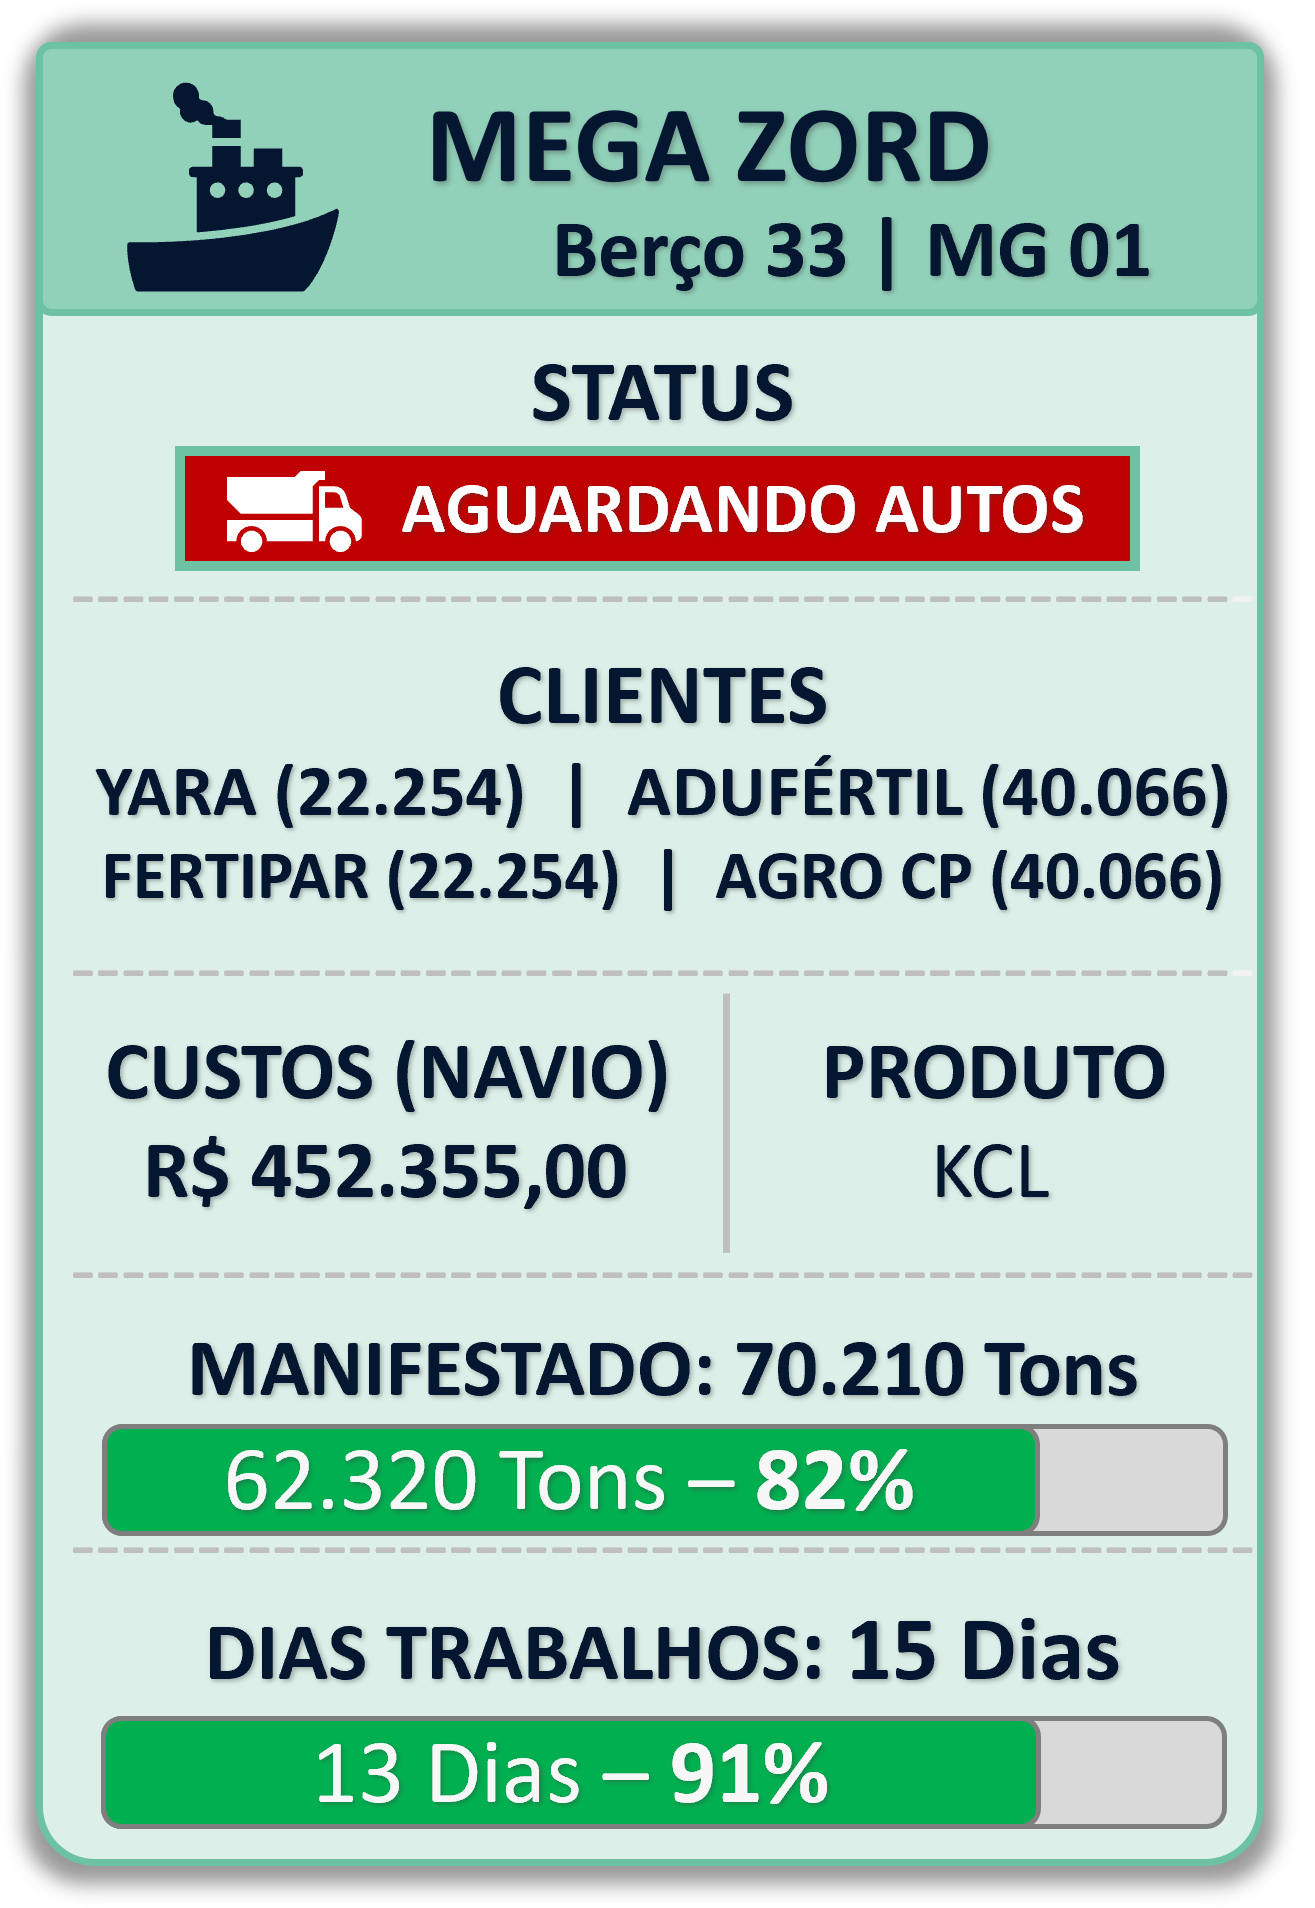 MEGA ZORD
Berço 33 | MG 01
STATUS
AGUARDANDO AUTOS
CLIENTES
YARA (22.254) | ADUFÉRTIL (40.066)
FERTIPAR (22.254) | AGRO CP (40.066)
CUSTOS (NAVIO)
R$ 452.355,00
PRODUTO
KCL
MANIFESTADO: 70.210 Tons
62.320 Tons – 82%
DIAS TRABALHOS: 15 Dias
13 Dias – 91%